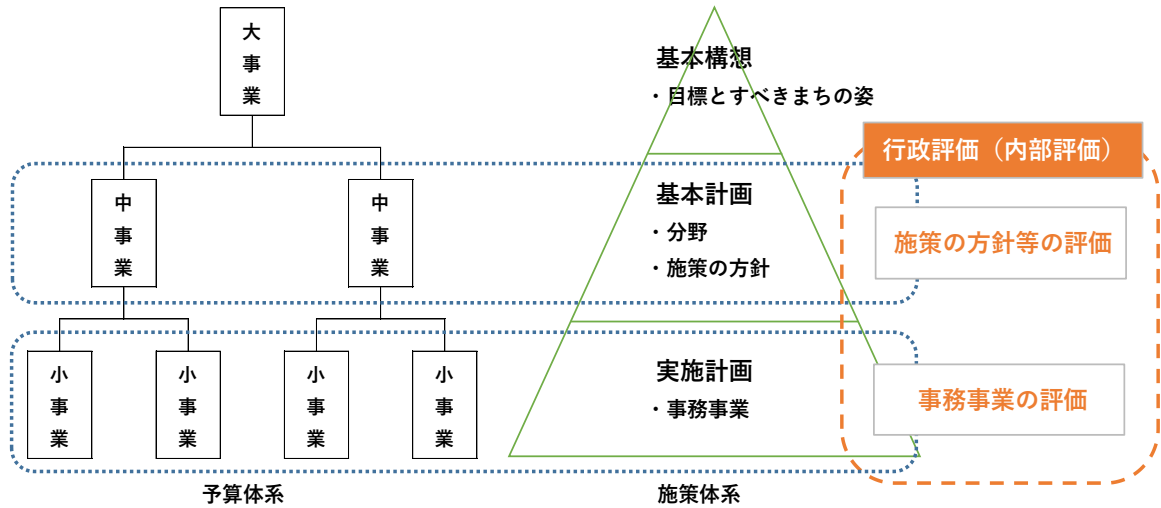 大事業
中事業
中事業
小事業
小事業
小事業
小事業
予算体系
基本構想
・目標とすべきまちの姿
基本計画
・分野
・施策の方針
実施計画
・事務事業
施策体系
行政評価（内部評価）
施策の方針等の評価
事務事業の評価